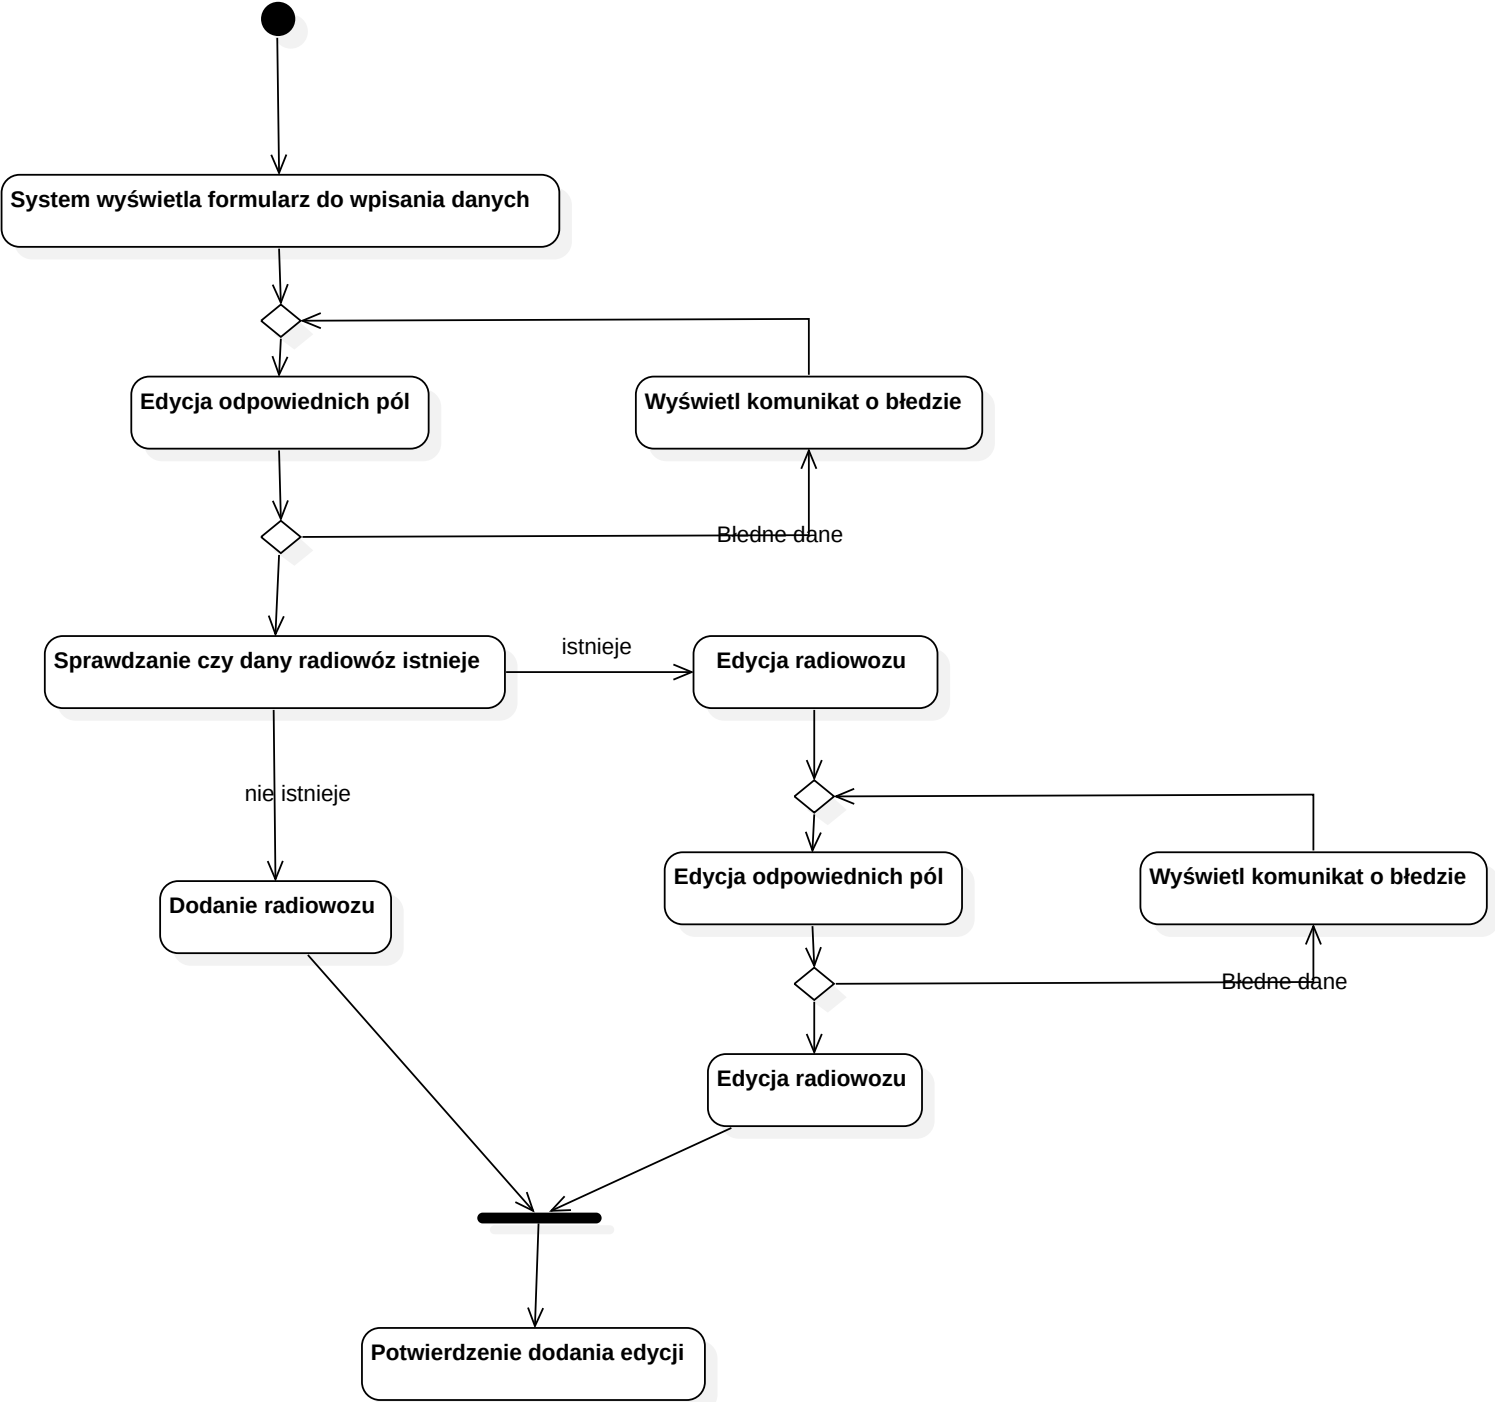 System wyświetla formularz do wpisania danych
Edycja odpowiednich pól
Wyświetl komunikat o błedzie
Błedne dane
Sprawdzanie czy dany radiowóz istnieje
istnieje
Edycja radiowozu
nie istnieje
Edycja odpowiednich pól
Wyświetl komunikat o błedzie
Dodanie radiowozu
Błedne dane
Edycja radiowozu
Potwierdzenie dodania edycji